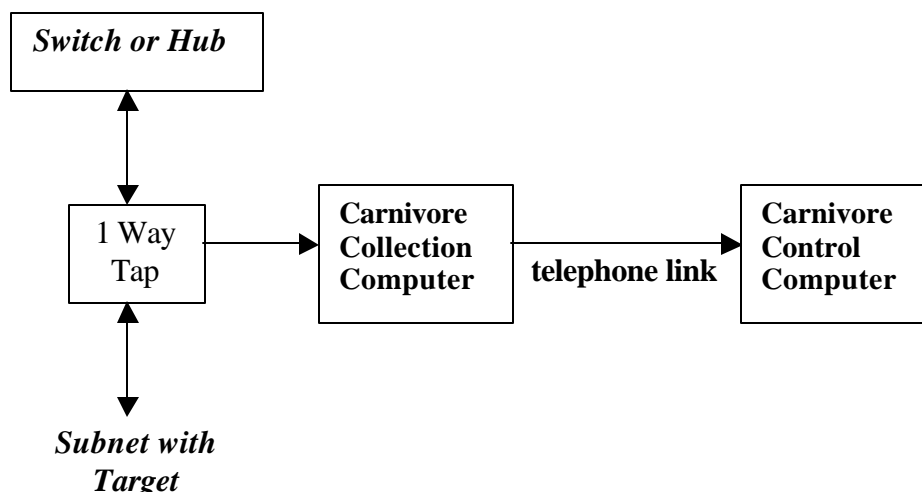 Switch or Hub
1 Way
Tap
Carnivore
Collection
Computer
telephone link
Carnivore
Control
Computer
Subnet with
Target